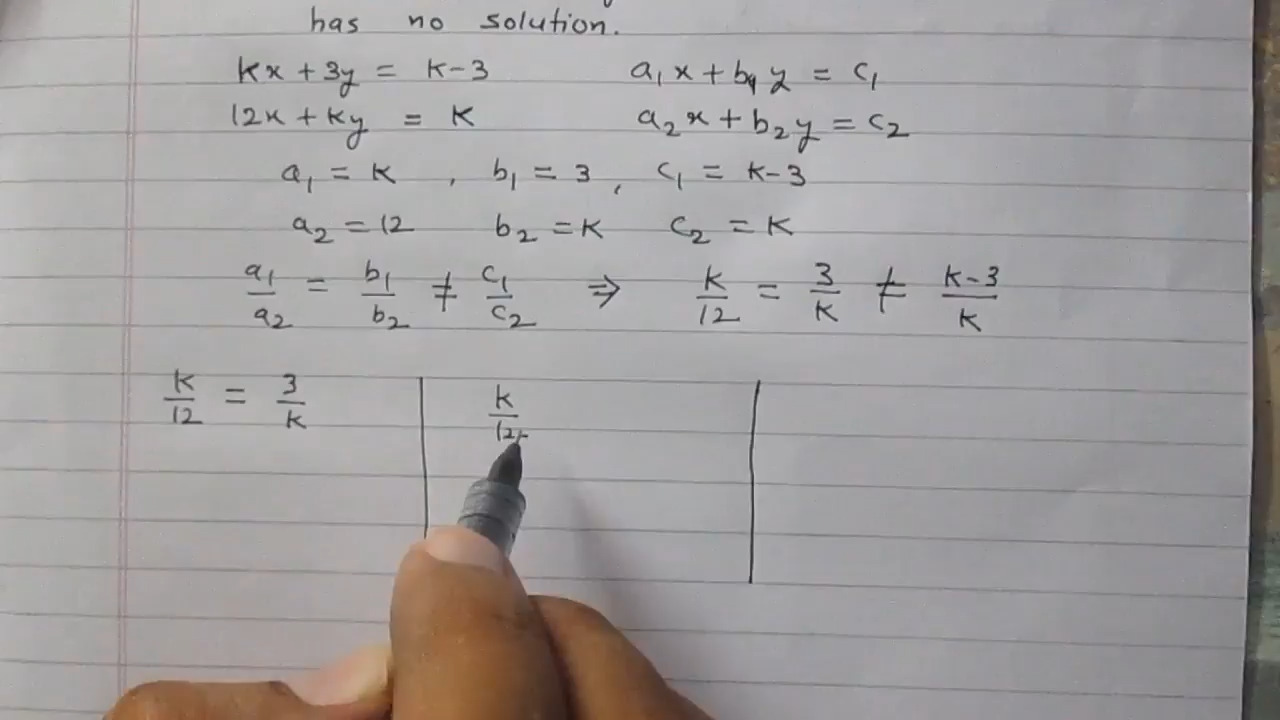 has no solution.
kx + 3y = k-3 a₁x + b₁y = c₁
12x + ky = k a₂x + b₂y = c₂
a₁ = k , b₁ = 3 , c₁ = k-3
a₂ = 12 b₂ = k c₂ = k
a₁/a₂ = b₁/b₂ ≠ c₁/c₂ ⇒ k/12 = 3/k ≠ k-3/k
k/12 = 3/k k/12